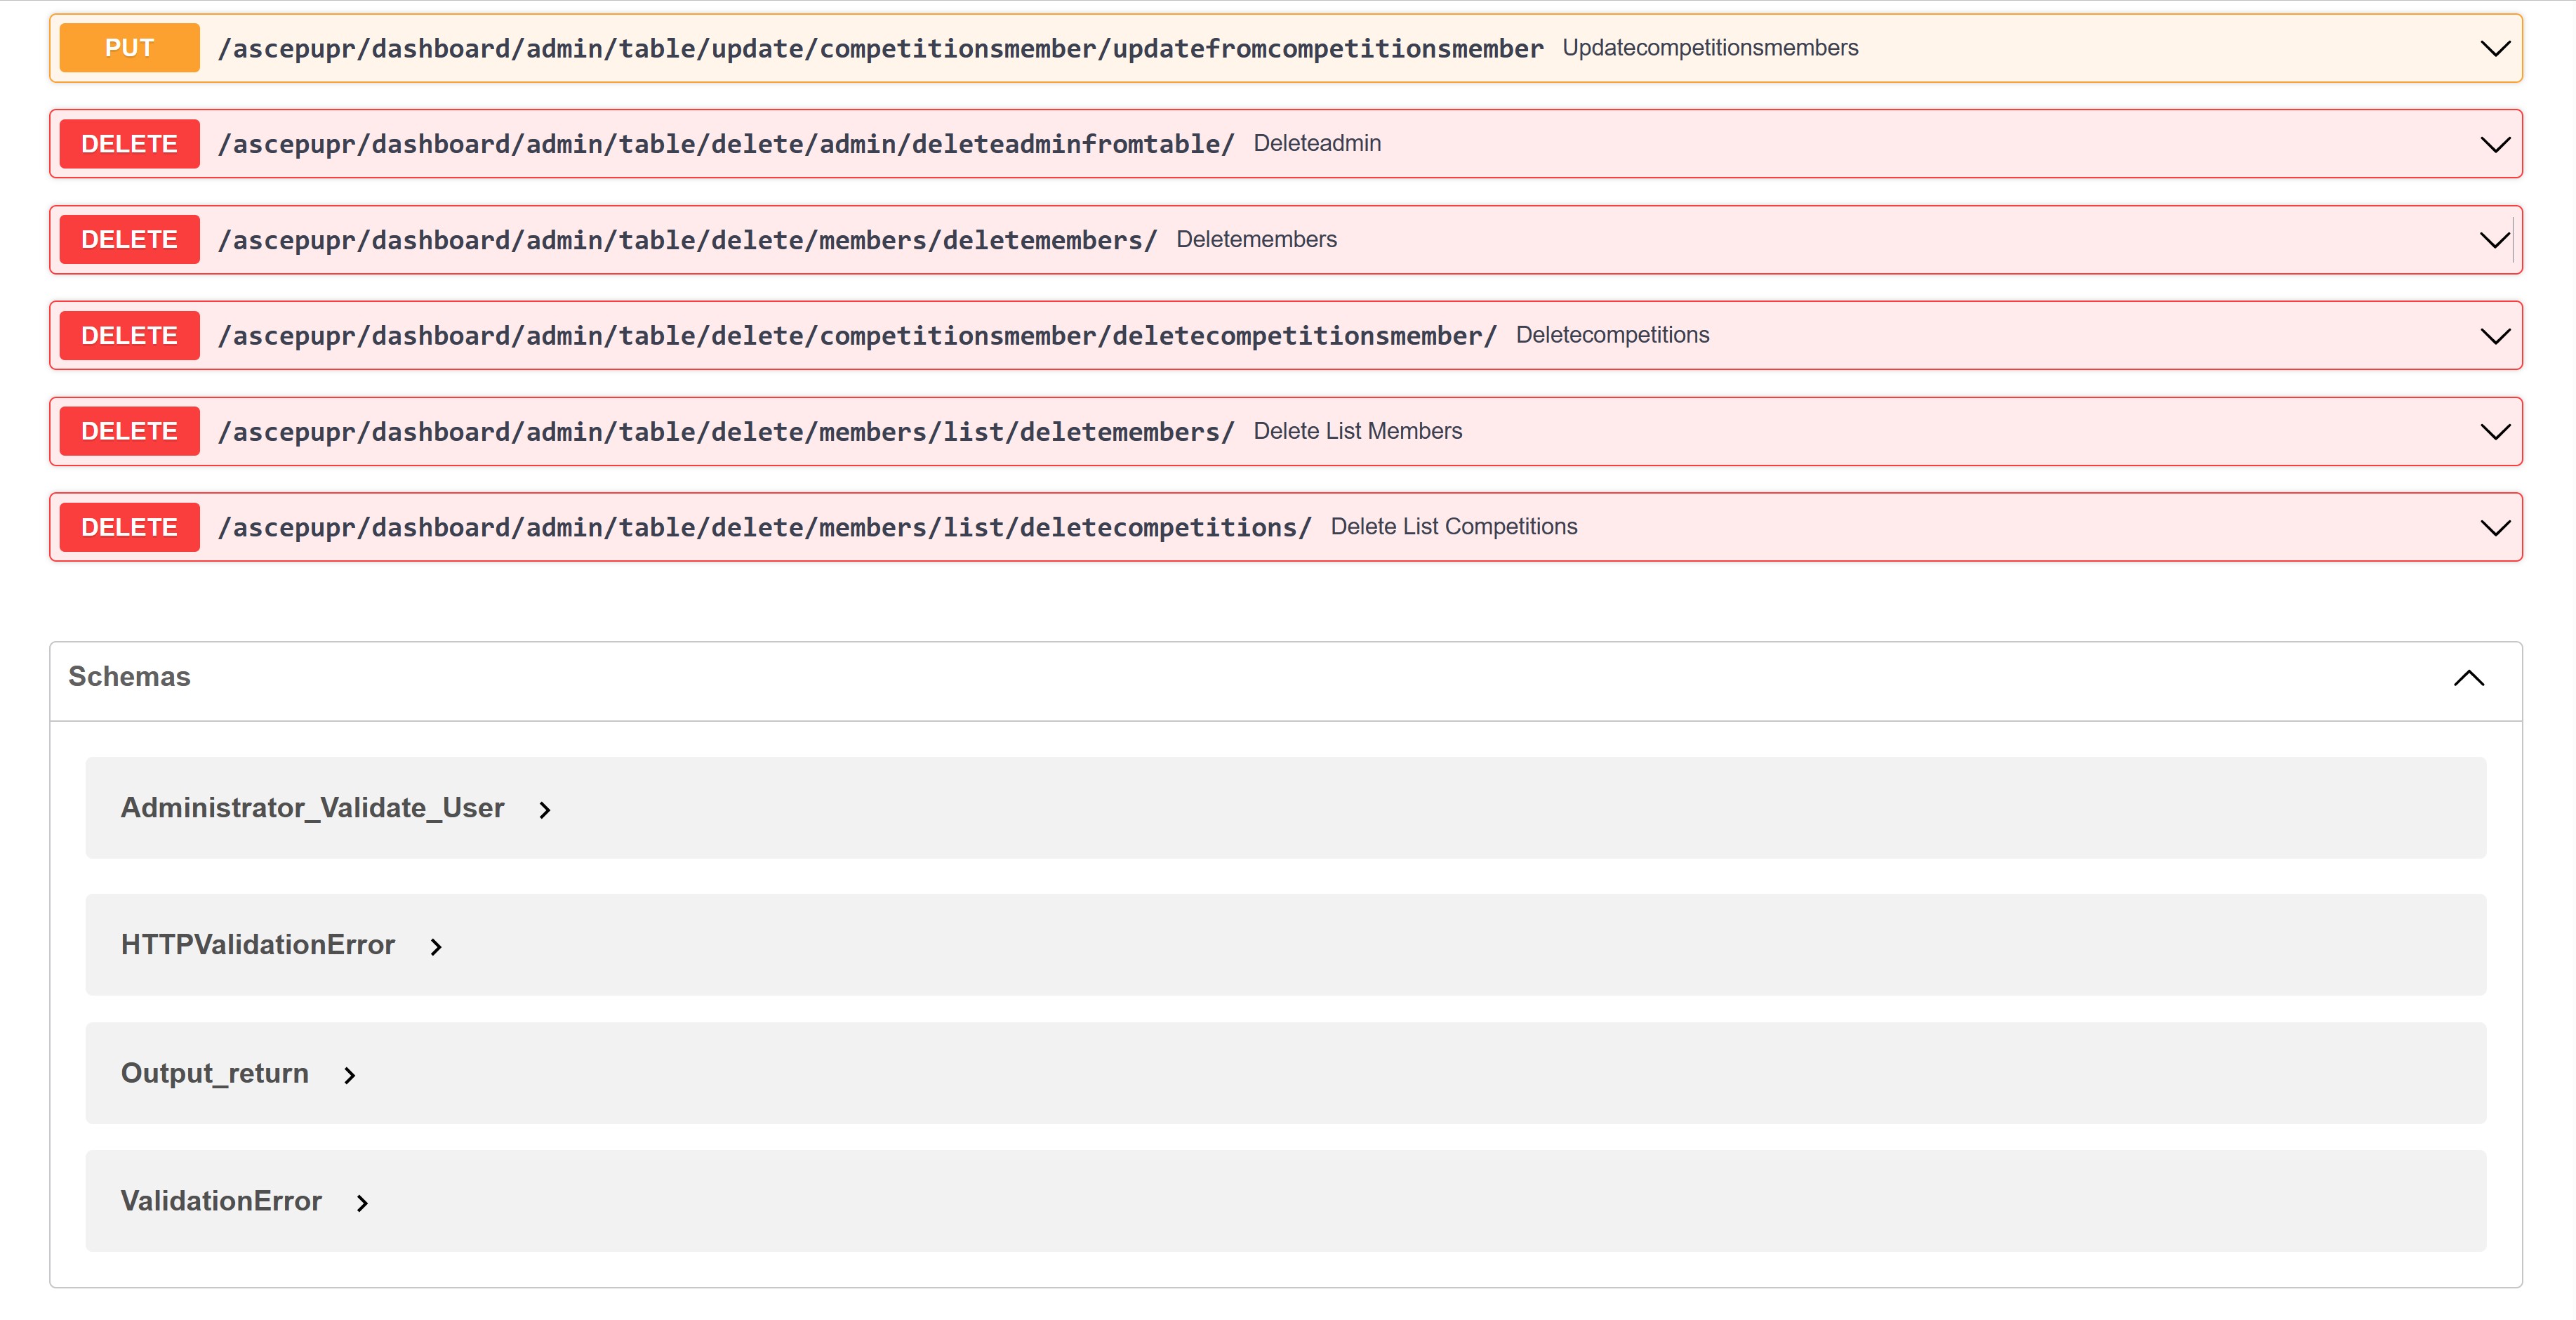 PUT /ascepupr/dashboard/admin/table/update/competitionsmember/updatefromcompetitionsmember Updatecompetitionsmembers
DELETE /ascepupr/dashboard/admin/table/delete/admin/deleteadminfromtable/ Deleteadmin
DELETE /ascepupr/dashboard/admin/table/delete/members/deletemembers/ Deletemembers
DELETE /ascepupr/dashboard/admin/table/delete/competitionsmember/deletecompetitionsmember/ Deletecompetitions
DELETE /ascepupr/dashboard/admin/table/delete/members/list/deletemembers/ Delete List Members
DELETE /ascepupr/dashboard/admin/table/delete/members/list/deletecompetitions/ Delete List Competitions
Schemas
Administrator_Validate_User
HTTPValidationError
Output_return
ValidationError